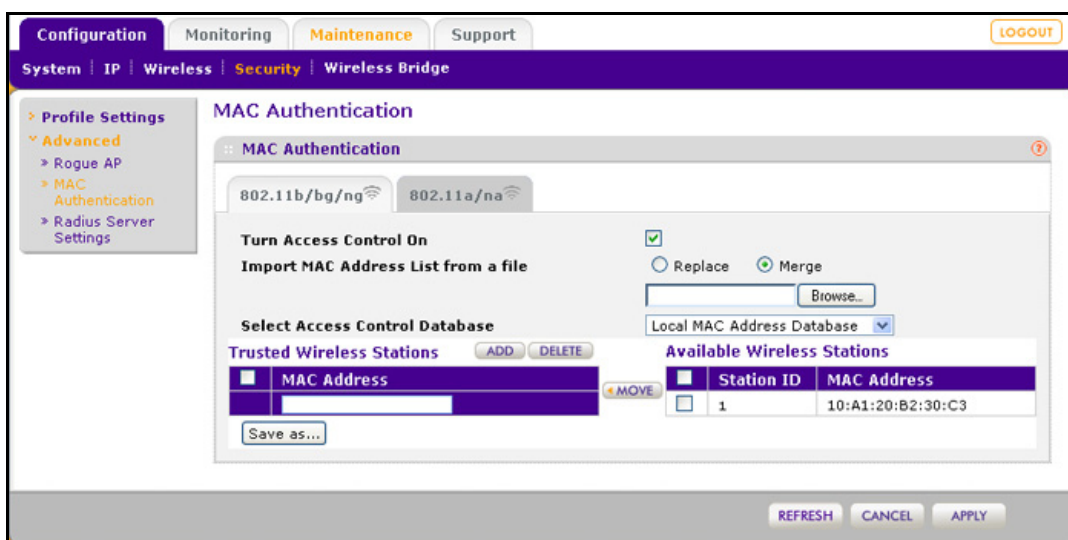 Configuration Monitoring Maintenance Support LOGOUT
System IP Wireless Security Wireless Bridge
Profile Settings
Advanced
Rogue AP
MAC
Authentication
Radius Server
Settings
MAC Authentication
MAC Authentication ?
802.11b/bg/ng 802.11a/na
Turn Access Control On
Import MAC Address List from a file Replace Merge
Browse...
Select Access Control Database Local MAC Address Database
Trusted Wireless Stations ADD DELETE Available Wireless Stations
MAC Address MOVE Station ID MAC Address
1 10:A1:20:B2:30:C3
Save as...
REFRESH CANCEL APPLY